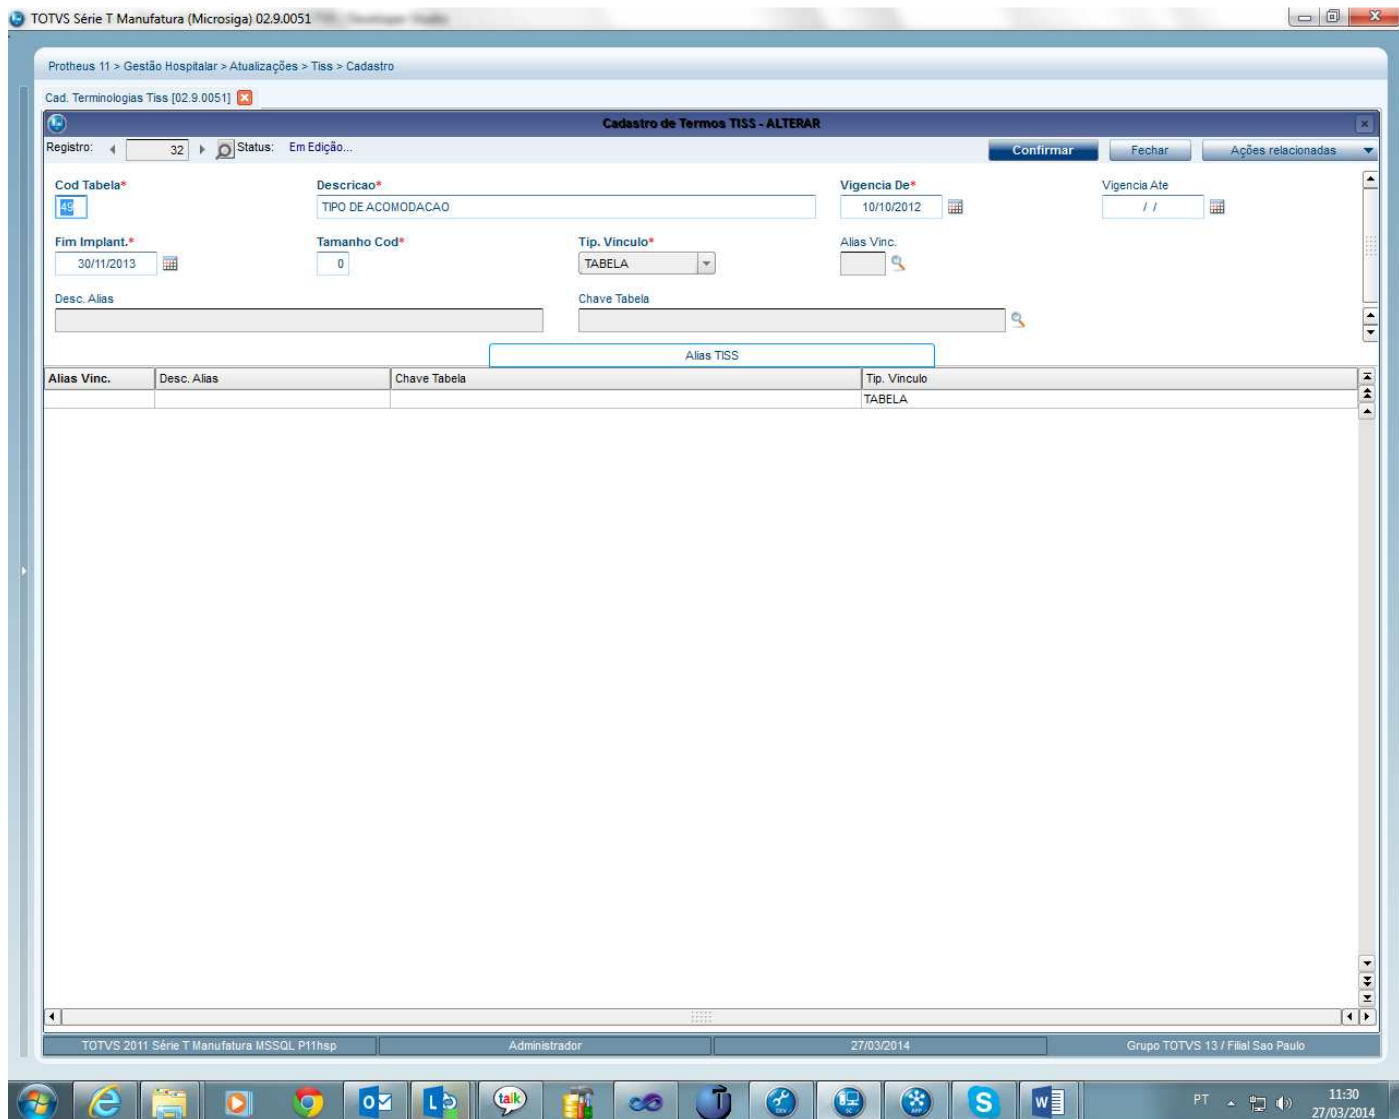 TOTVS Série T Manufatura (Microsiga) 02.9.0051
Protheus 11 > Gestão Hospitalar > Atualizações > Tiss > Cadastro
Cad. Terminologias Tiss [02.9.0051]
Cadastro de Termos TISS - ALTERAR
Registro: 32 Status: Em Edição... Confirmar Fechar Ações relacionadas
Cod Tabela* Descricao* Vigencia De* Vigencia Ate
49 TIPO DE ACOMODACAO 10/10/2012 / /
Fim Implant.* Tamanho Cod* Tip. Vinculo* Alias Vinc.
30/11/2013 0 TABELA
Desc. Alias Chave Tabela
Alias TISS
Alias Vinc. Desc. Alias Chave Tabela Tip. Vinculo
TABELA
TOTVS 2011 Série T Manufatura MSSQL P11hsp Administrador 27/03/2014 Grupo TOTVS 13 / Filial Sao Paulo
talk DEV SC APP PT 11:30
27/03/2014